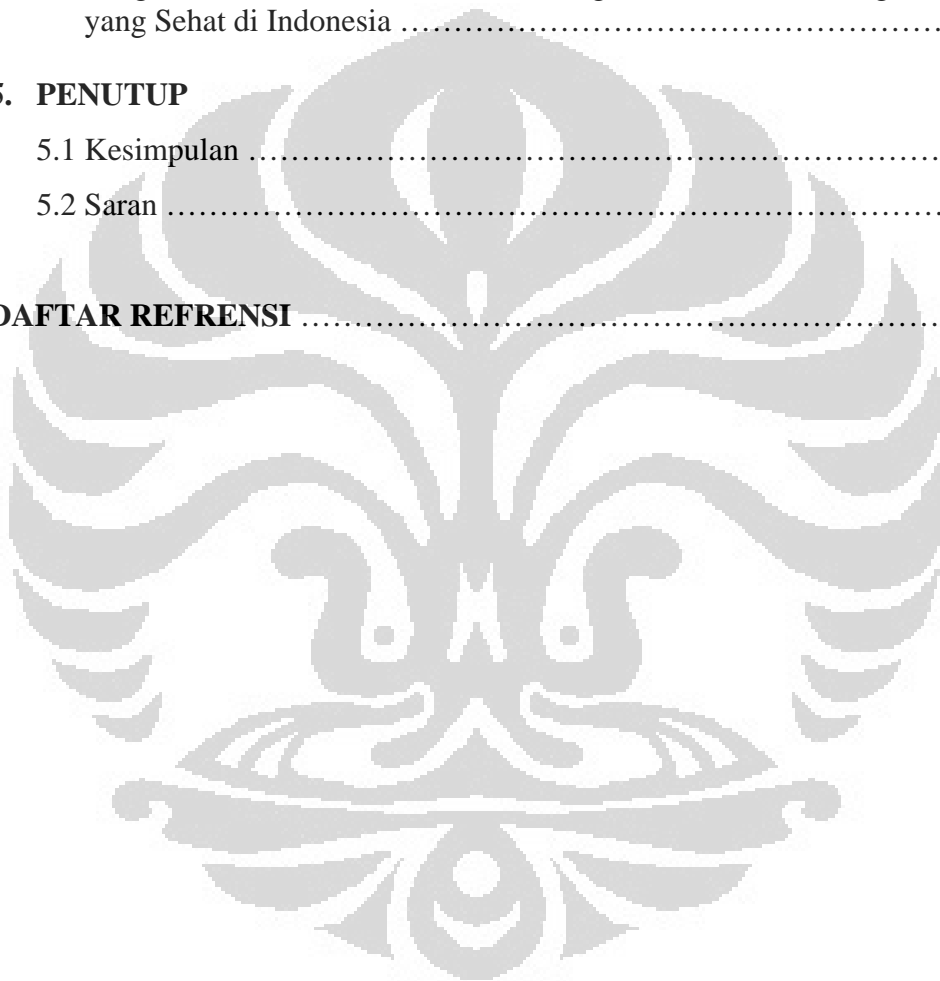 yang Sehat di Indonesia ……………………………………………………
5. PENUTUP
5.1 Kesimpulan ………………………………………………………………
5.2 Saran ………………………………………………………………………
DAFTAR REFRENSI …………………………………………………………